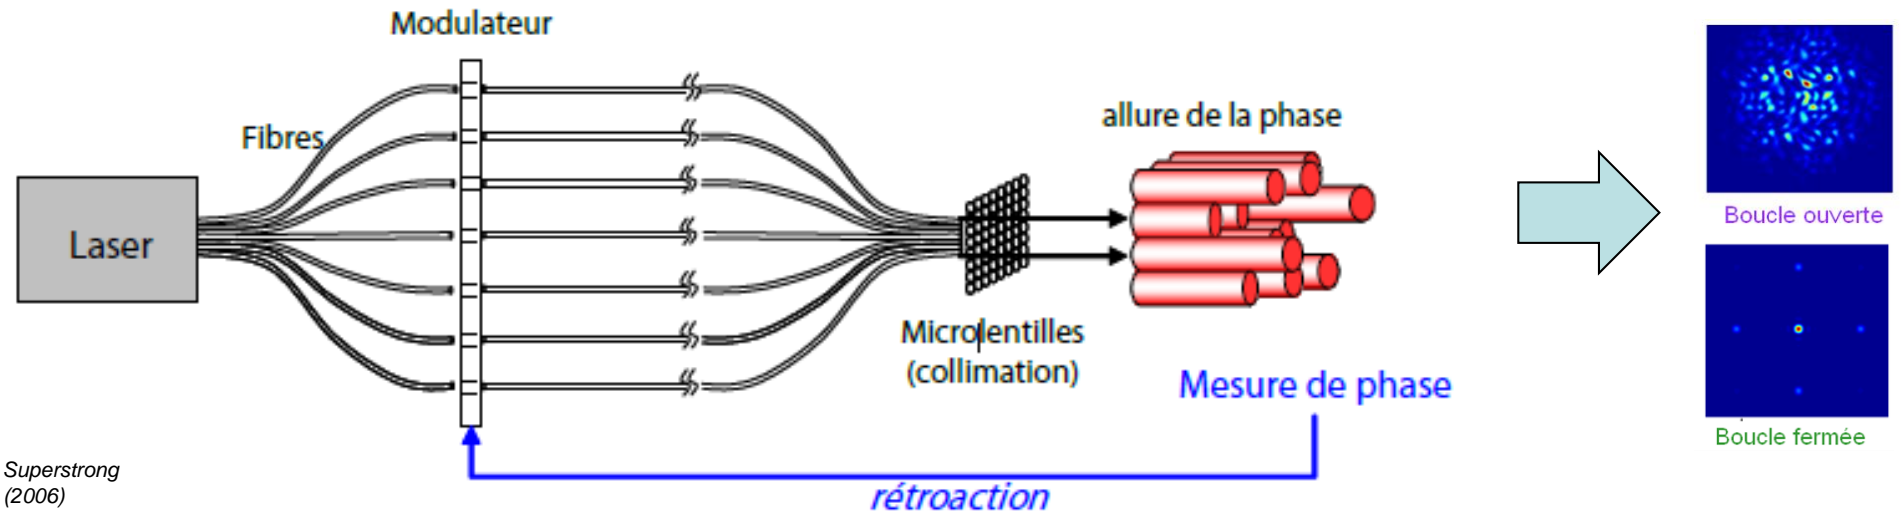 Modulateur
Fibres
Laser
allure de la phase
Microlentilles
(collimation)
Mesure de phase
rétroaction
Superstrong
(2006)
Boucle ouverte
Boucle fermée